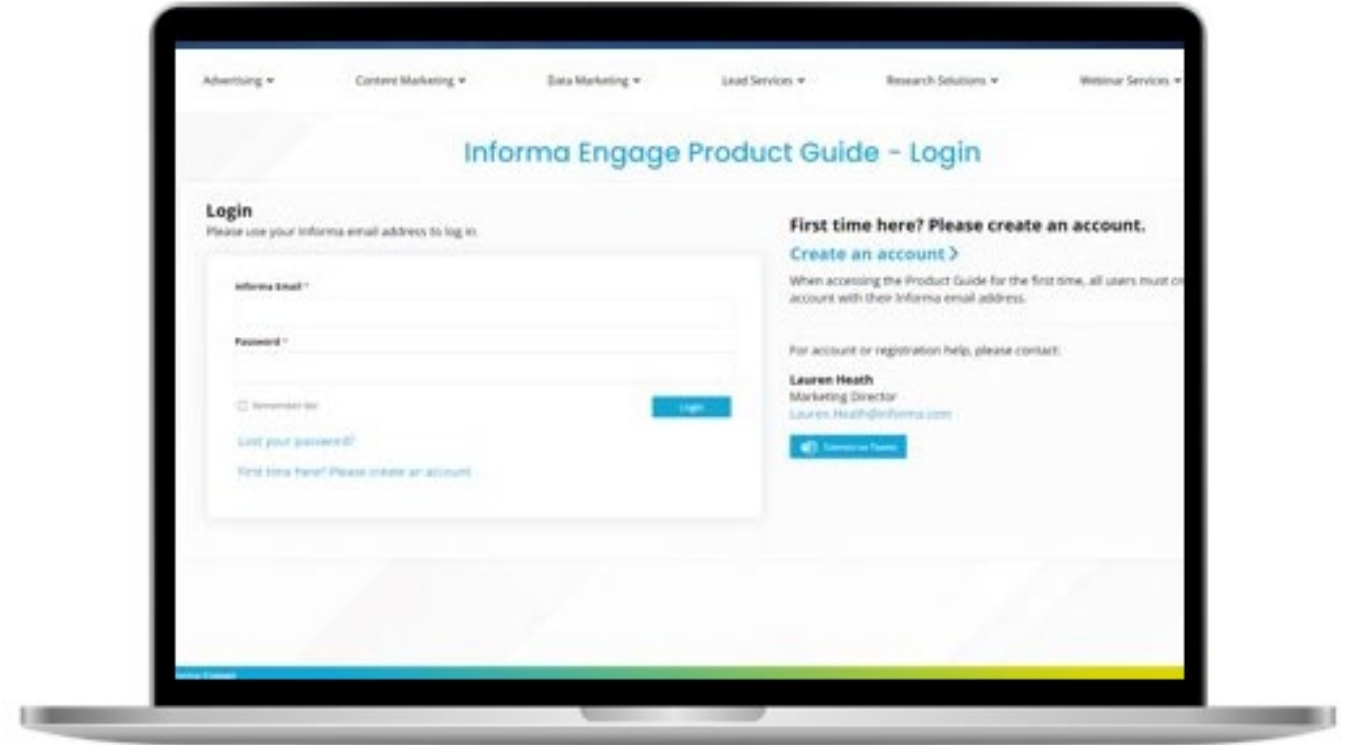 Advertising
Content Marketing
Data Marketing
Lead Services
Research Solutions
Webinar Services
Informa Engage Product Guide - Login
Login
Please use your Informa email address to log in.
Informa Email *
Password *
Remember Me
Login
Lost your password?
First time here? Please create an account
First time here? Please create an account.
Create an account >
When accessing the Product Guide for the first time, all users must cr
account with their Informa email address.
For account or registration help, please contact:
Lauren Heath
Marketing Director
Lauren.Heath@informa.com
Connect on Teams